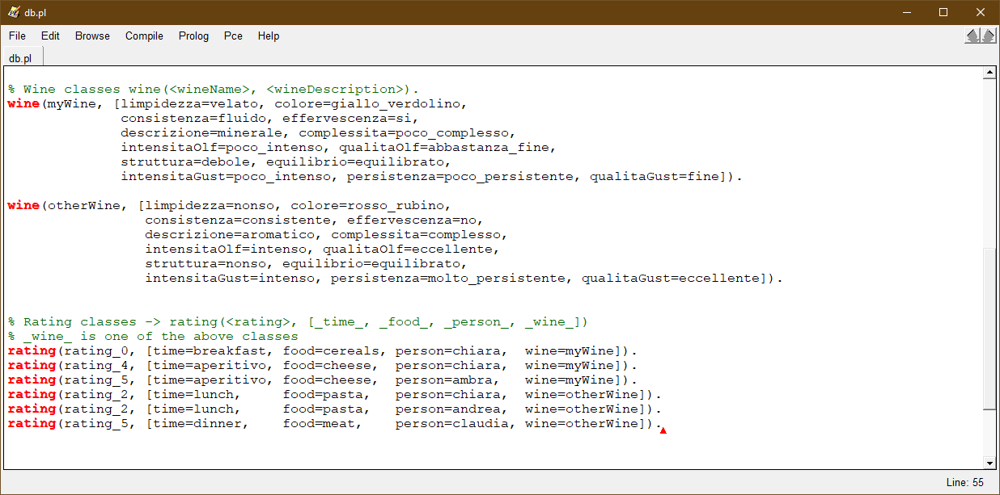 db.pl
File Edit Browse Compile Prolog Pce Help
db.pl
% Wine classes wine(<wineName>, <wineDescription>).
wine(myWine, [limpidezza=velato, colore=giallo_verdolino,
consistenza=fluido, effervescenza=si,
descrizione=minerale, complessita=poco_complesso,
intensitaOlf=poco_intenso, qualitaOlf=abbastanza_fine,
struttura=debole, equilibrio=equilibrato,
intensitaGust=poco_intenso, persistenza=poco_persistente, qualitaGust=fine]).
wine(otherWine, [limpidezza=nonso, colore=rosso_rubino,
consistenza=consistente, effervescenza=no,
descrizione=aromatico, complessita=complesso,
intensitaOlf=intenso, qualitaOlf=eccellente,
struttura=nonso, equilibrio=equilibrato,
intensitaGust=intenso, persistenza=molto_persistente, qualitaGust=eccellente]).
% Rating classes -> rating(<rating>, [_time_, _food_, _person_, _wine_])
% _wine_ is one of the above classes
rating(rating_0, [time=breakfast, food=cereals, person=chiara, wine=myWine]).
rating(rating_4, [time=aperitivo, food=cheese, person=chiara, wine=myWine]).
rating(rating_5, [time=aperitivo, food=cheese, person=ambra, wine=myWine]).
rating(rating_2, [time=lunch, food=pasta, person=chiara, wine=otherWine]).
rating(rating_2, [time=lunch, food=pasta, person=andrea, wine=otherWine]).
rating(rating_5, [time=dinner, food=meat, person=claudia, wine=otherWine]).
Line: 55